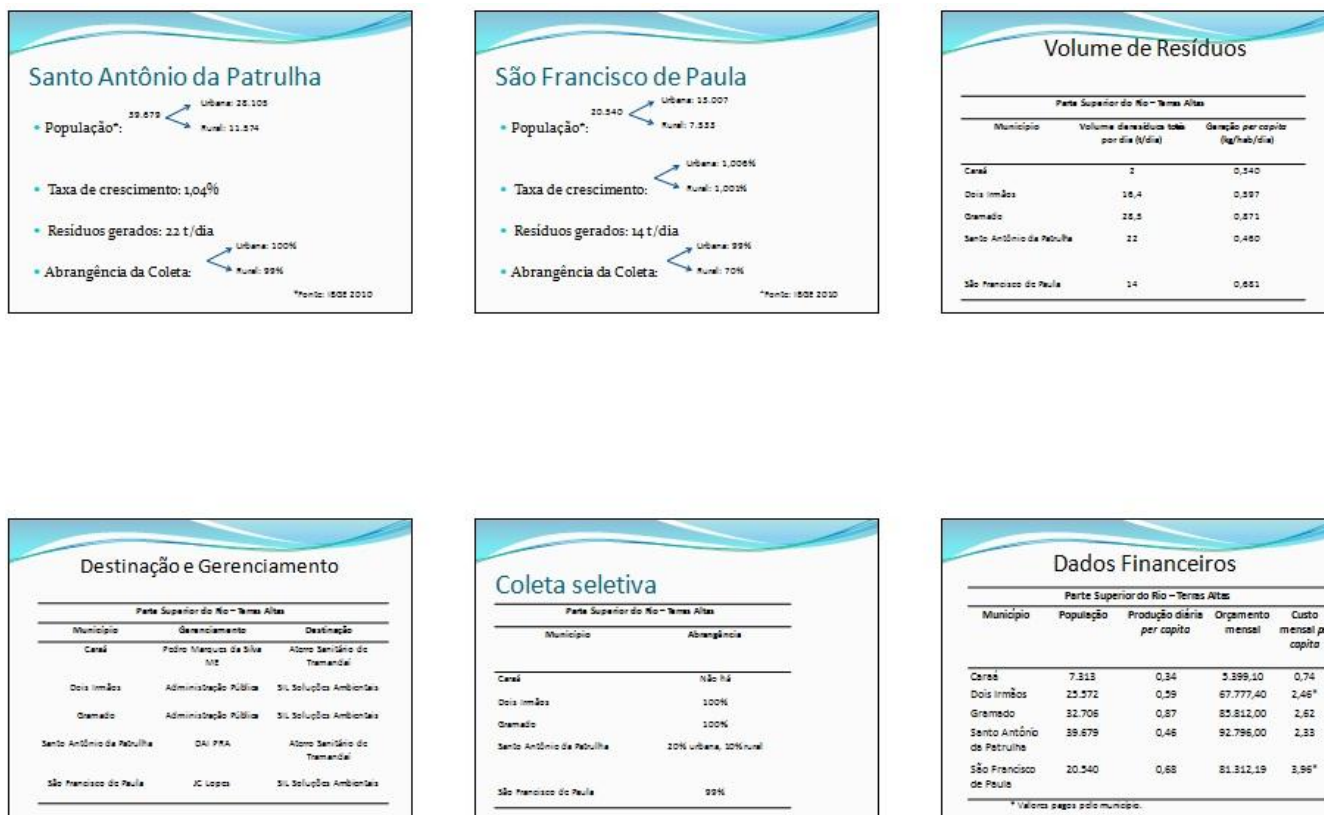 Santo Antônio da Patrulha
• População*:
39.679
Urbana: 28.105
Rural: 11.574
• Taxa de crescimento: 1,04%
• Resíduos gerados: 22 t/dia
• Abrangência da Coleta:
Urbana: 100%
Rural: 99%
*Fonte: IBGE 2010
São Francisco de Paula
• População*:
20.540
Urbana: 13.007
Rural: 7.533
• Taxa de crescimento:
Urbana: 1,006%
Rural: 1,001%
• Resíduos gerados: 14 t/dia
• Abrangência da Coleta:
Urbana: 99%
Rural: 70%
*Fonte: IBGE 2010
Volume de Resíduos
Parte Superior do Rio – Terras Altas
Município Volume de resíduos totais por dia (t/dia) Geração per capita (kg/hab/dia)
Caraá 2 0,340
Dois Irmãos 16,4 0,597
Gramado 28,5 0,871
Santo Antônio da Patrulha 22 0,460
São Francisco de Paula 14 0,681
Destinação e Gerenciamento
Parte Superior do Rio – Terras Altas
Município Gerenciamento Destinação
Caraá Pedro Marques da Silva ME Aterro Sanitário de Tramandaí
Dois Irmãos Administração Pública SIL Soluções Ambientais
Gramado Administração Pública SIL Soluções Ambientais
Santo Antônio da Patrulha DAI PRA Aterro Sanitário de Tramandaí
São Francisco de Paula JC Lopes SIL Soluções Ambientais
Coleta seletiva
Parte Superior do Rio – Terras Altas
Município Abrangência
Caraá Não há
Dois Irmãos 100%
Gramado 100%
Santo Antônio da Patrulha 20% urbana, 10% rural
São Francisco de Paula 99%
Dados Financeiros
Parte Superior do Rio – Terras Altas
Município População Produção diária per capita Orçamento mensal Custo mensal capita
Caraá 7.313 0,34 5.399,10 0,74
Dois Irmãos 25.572 0,59 67.777,40 2,46*
Gramado 32.706 0,87 85.812,00 2,62
Santo Antônio da Patrulha 39.679 0,46 92.796,00 2,33
São Francisco de Paula 20.540 0,68 81.312,19 3,96*
* Valores pagos pelo município.